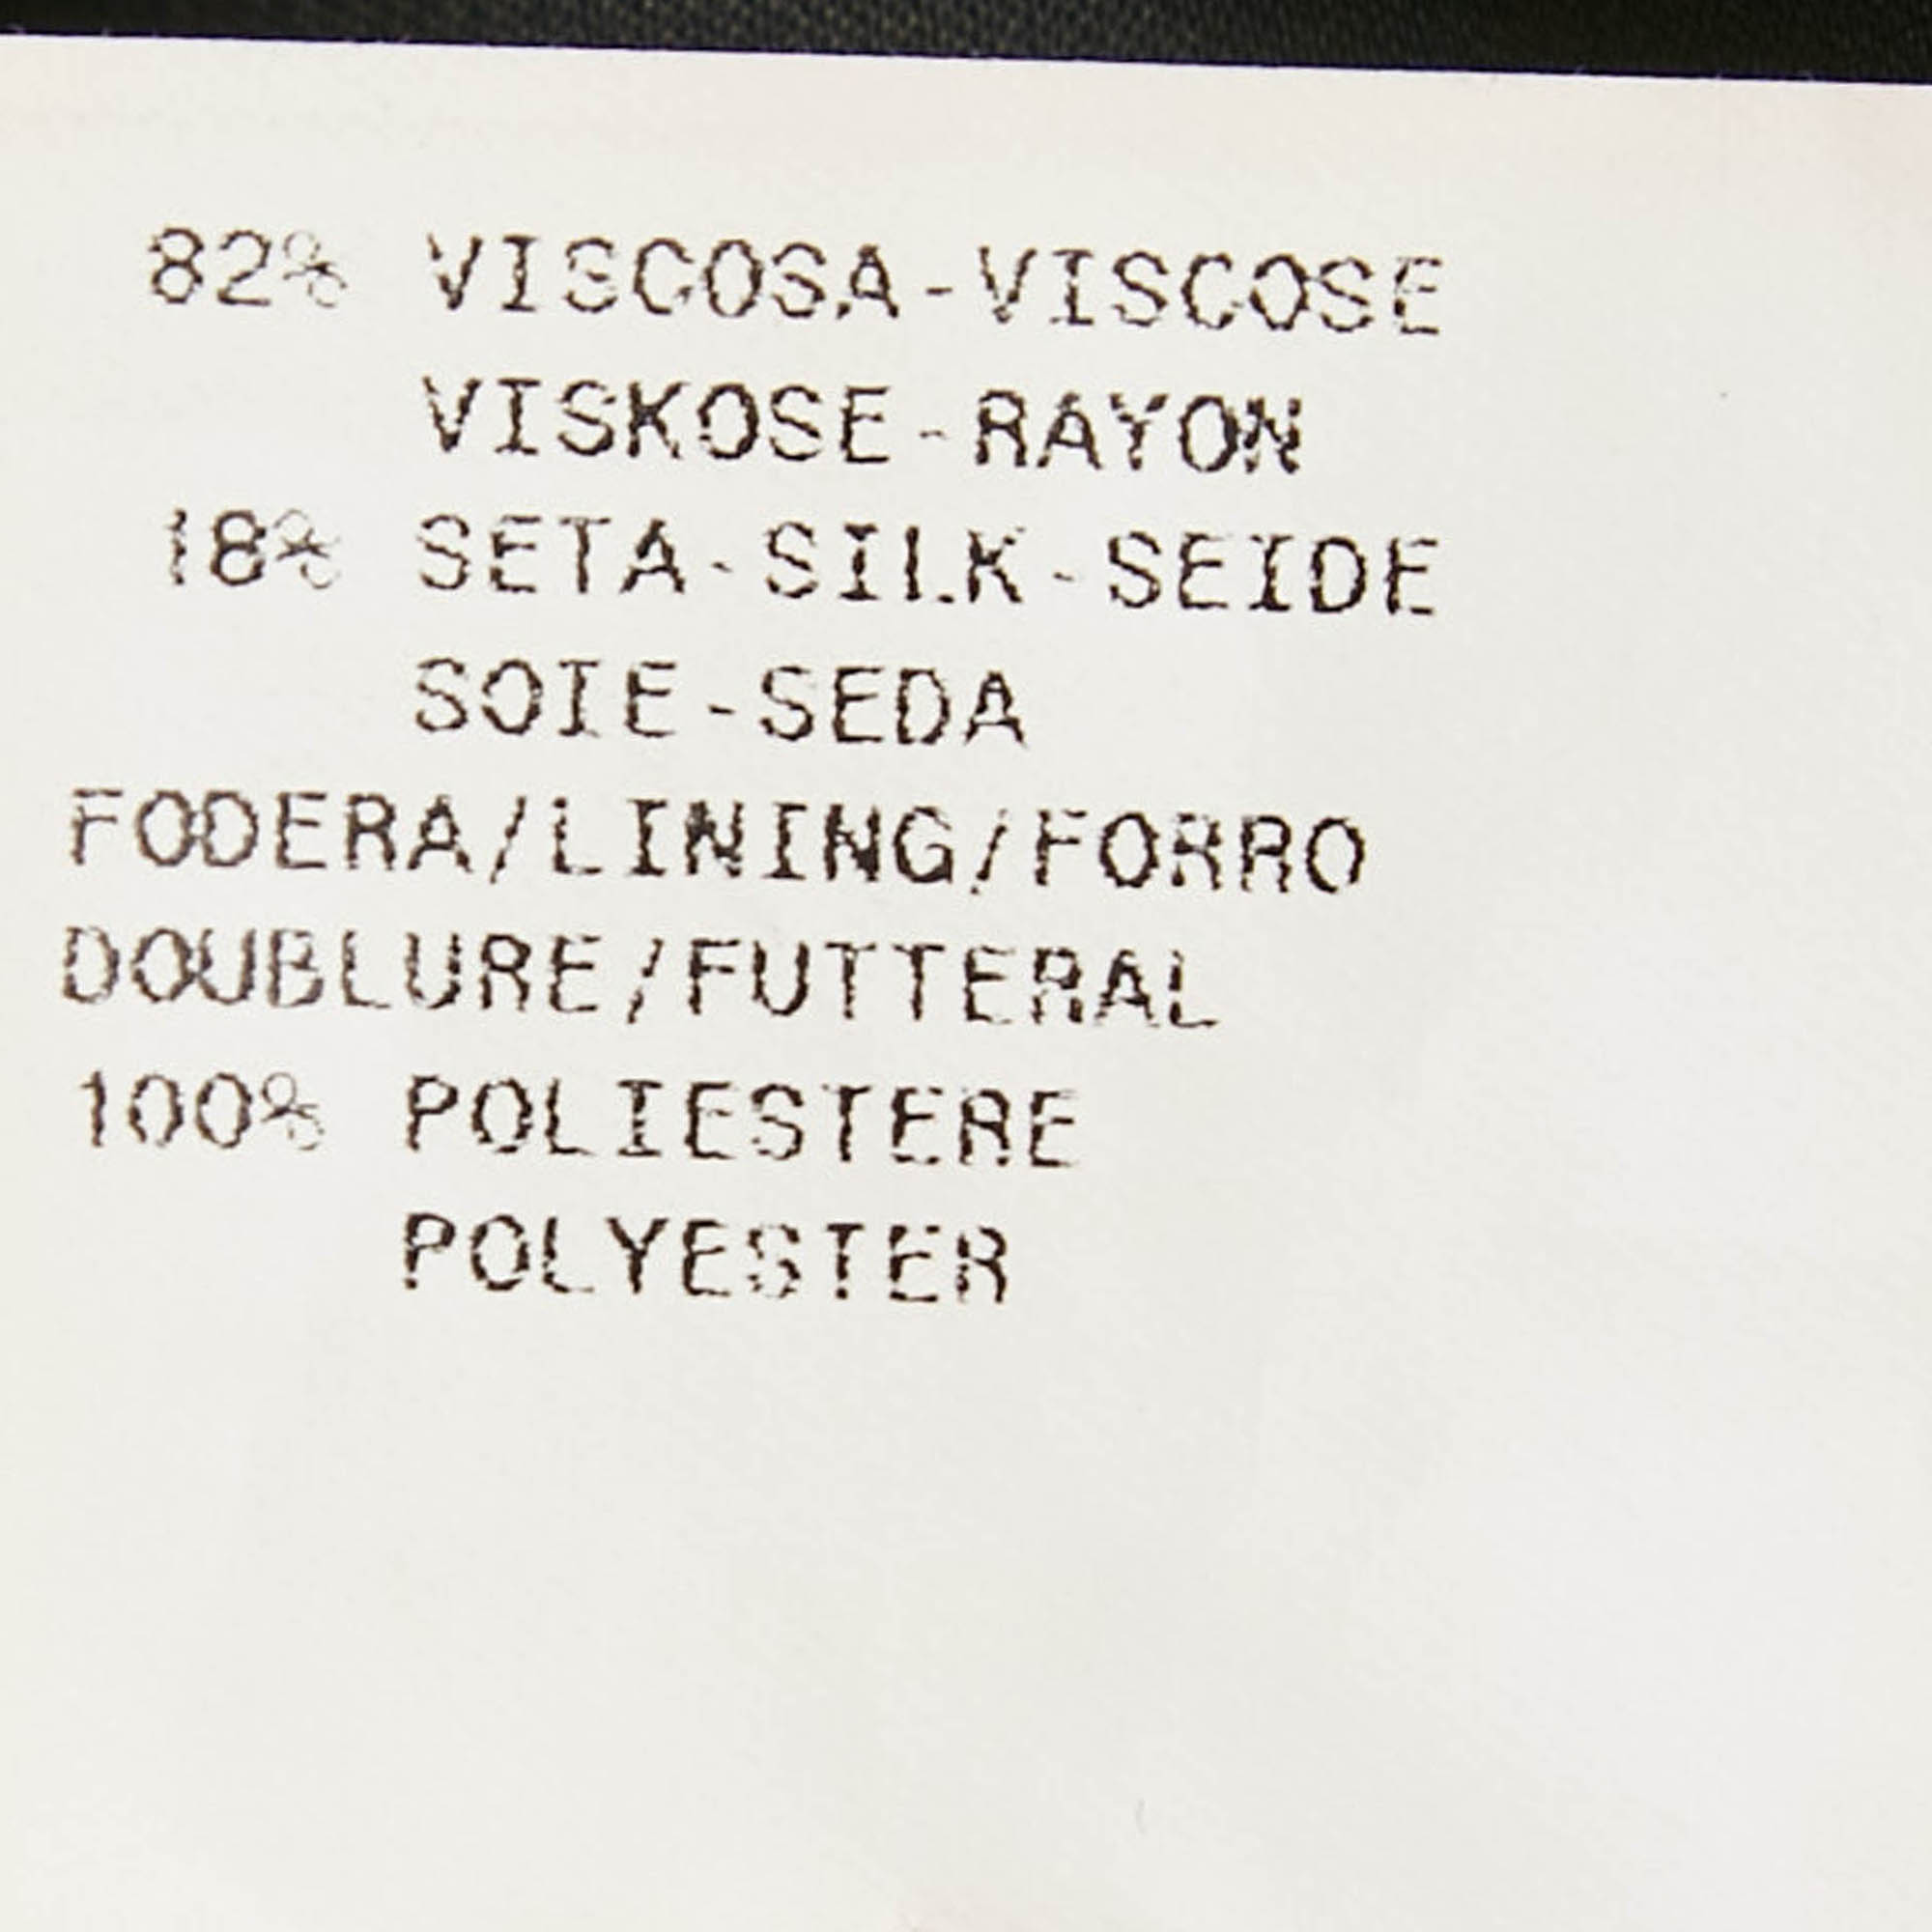 82% VISCOSA-VISCOSE
VISKOSE-RAYON
18% SETA-SILK-SEIDE
SOIE-SEDA
FODERA/LINING/FORRO
DOUBLURE/FUTTERAL
100% POLIESTERE
POLYESTER